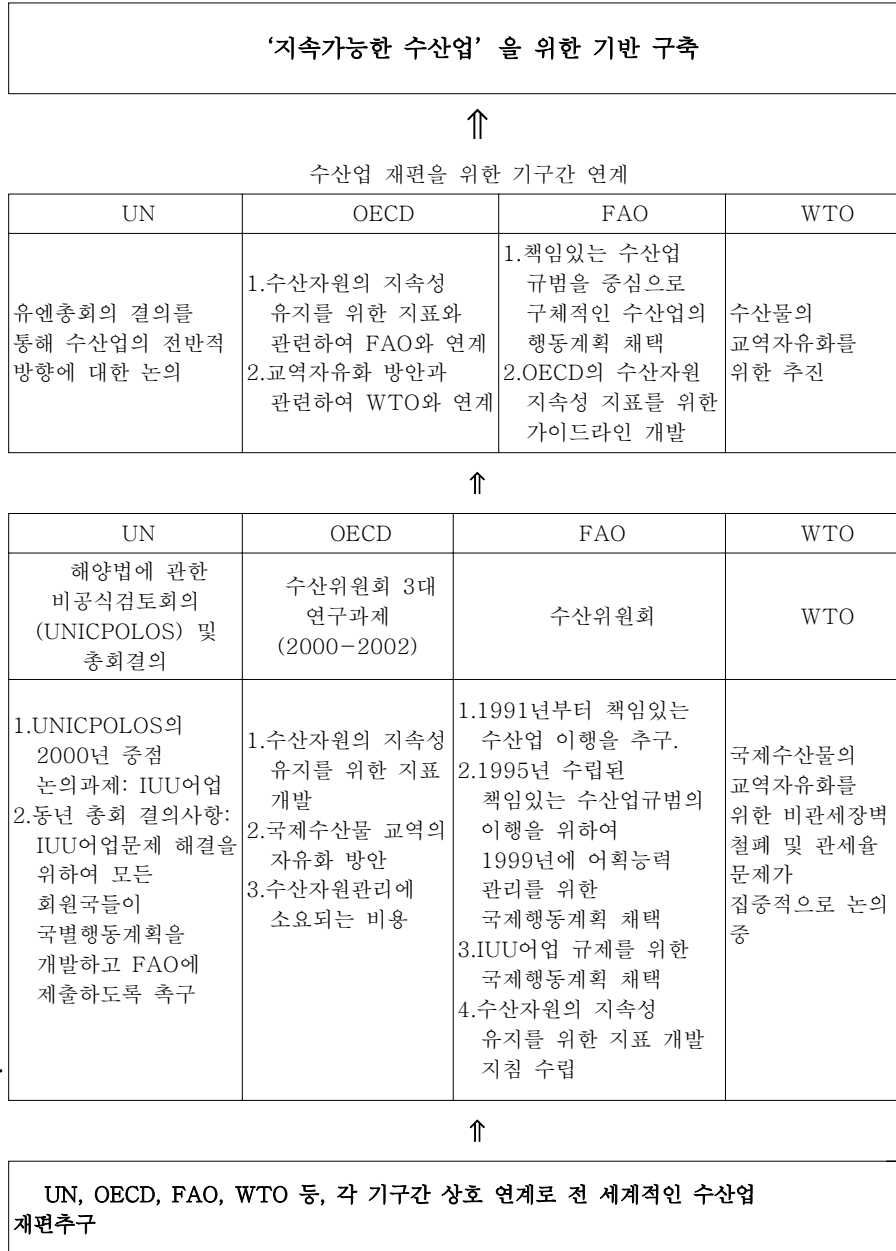 ‘지속가능한 수산업’ 을 위한 기반 구축
⇑
수산업 재편을 위한 기구간 연계
UN
OECD
FAO
WTO
유엔총회의 결의를
통해 수산업의 전반적
방향에 대한 논의
1.수산자원의 지속성
유지를 위한 지표와
관련하여 FAO와 연계
2.교역자유화 방안과
관련하여 WTO와 연계
1.책임있는 수산업
규범을 중심으로
구체적인 수산업의
행동계획 채택
2.OECD의 수산자원
지속성 지표를 위한
가이드라인 개발
수산물의
교역자유화를
위한 추진
⇑
UN
OECD
FAO
WTO
해양법에 관한
비공식검토회의
(UNICPOLOS) 및
총회결의
수산위원회 3대
연구과제
(2000-2002)
수산위원회
WTO
1.UNICPOLOS의
2000년 중점
논의과제: IUU어업
2.동년 총회 결의사항:
IUU어업문제 해결을
위하여 모든
회원국들이
국별행동계획을
개발하고 FAO에
제출하도록 촉구
1.수산자원의 지속성
유지를 위한 지표
개발
2.국제수산물 교역의
자유화 방안
3.수산자원관리에
소요되는 비용
1.1991년부터 책임있는
수산업 이행을 추구.
2.1995년 수립된
책임있는 수산업규범의
이행을 위하여
1999년에 어획능력
관리를 위한
국제행동계획 채택
3.IUU어업 규제를 위한
국제행동계획 채택
4.수산자원의 지속성
유지를 위한 지표 개발
지침 수립
국제수산물의
교역자유화를
위한 비관세장벽
철폐 및 관세율
문제가
집중적으로 논의
중
⇑
UN, OECD, FAO, WTO 등, 각 기구간 상호 연계로 전 세계적인 수산업
재편추구